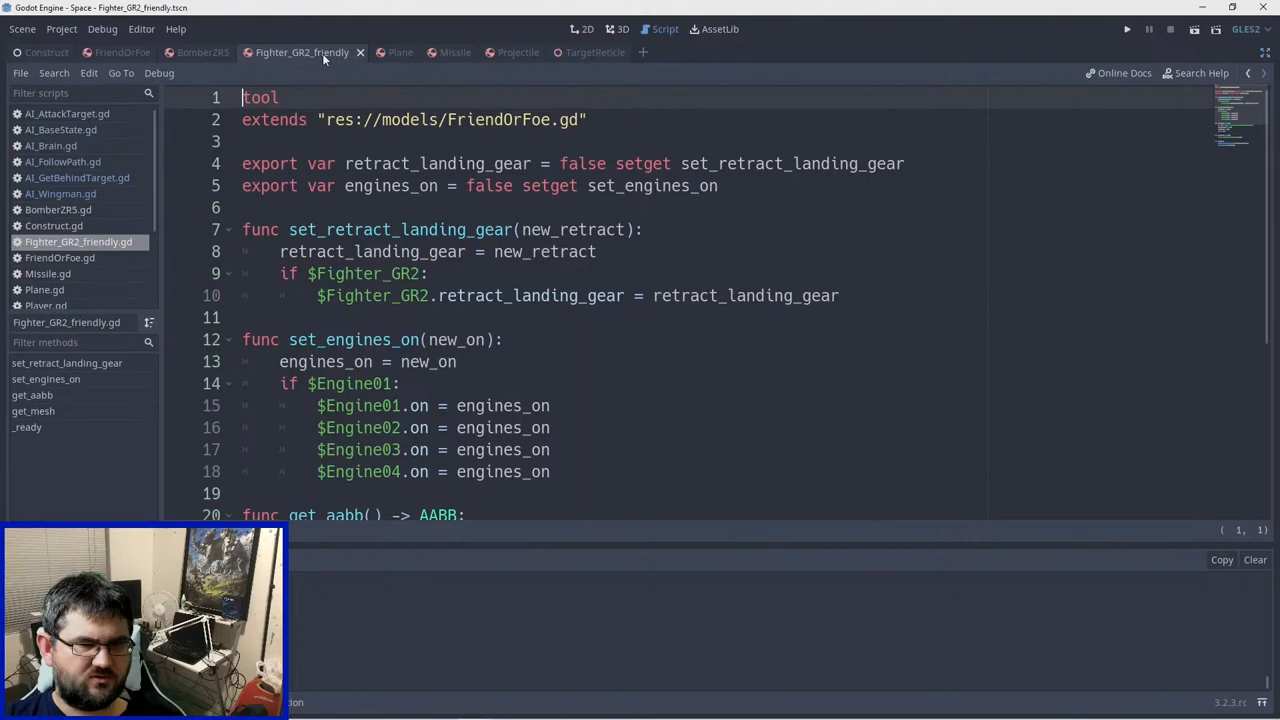 Godot Engine - Space - Fighter_GR2_friendly.tscn
Scene Project Debug Editor Help
2D 3D Script AssetLib
GLES2
Construct FriendOrFoe BomberZR5 Fighter_GR2_friendly Plane Missile Projectile TargetReticle
File Search Edit Go To Debug
Online Docs Search Help
Filter scripts
AI_AttackTarget.gd
AI_BaseState.gd
AI_Brain.gd
AI_FollowPath.gd
AI_GetBehindTarget.gd
AI_Wingman.gd
BomberZR5.gd
Construct.gd
Fighter_GR2_friendly.gd
FriendOrFoe.gd
Missile.gd
Plane.gd
Player.gd
Fighter_GR2_friendly.gd
Filter methods
set_retract_landing_gear
set_engines_on
get_aabb
get_mesh
_ready
1 tool
2 extends "res://models/FriendOrFoe.gd"
3
4 export var retract_landing_gear = false setget set_retract_landing_gear
5 export var engines_on = false setget set_engines_on
6
7 func set_retract_landing_gear(new_retract):
8 retract_landing_gear = new_retract
9 if $Fighter_GR2:
10 $Fighter_GR2.retract_landing_gear = retract_landing_gear
11
12 func set_engines_on(new_on):
13 engines_on = new_on
14 if $Engine01:
15 $Engine01.on = engines_on
16 $Engine02.on = engines_on
17 $Engine03.on = engines_on
18 $Engine04.on = engines_on
19
20 func get_aabb() -> AABB:
( 1, 1)
Copy Clear
3.2.3.rc